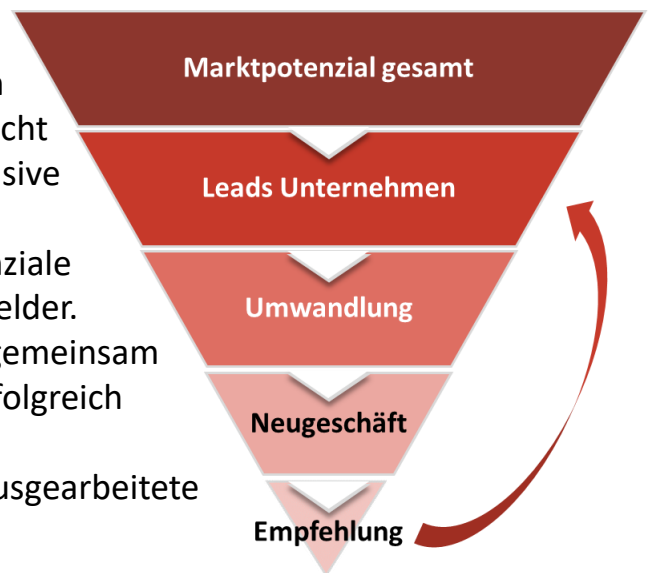 cht
sive
ziale
elder.
gemeinsam
folgreich
usgearbeitete
Marktpotenzial gesamt
Leads Unternehmen
Umwandlung
Neugeschäft
Empfehlung